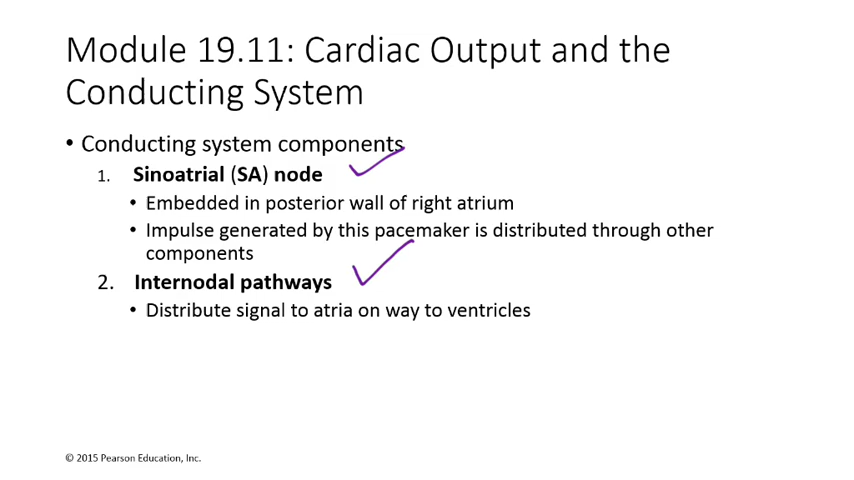 Module 19.11: Cardiac Output and the
Conducting System
• Conducting system components
1. Sinoatrial (SA) node
• Embedded in posterior wall of right atrium
• Impulse generated by this pacemaker is distributed through other
components
2. Internodal pathways
• Distribute signal to atria on way to ventricles
© 2015 Pearson Education, Inc.